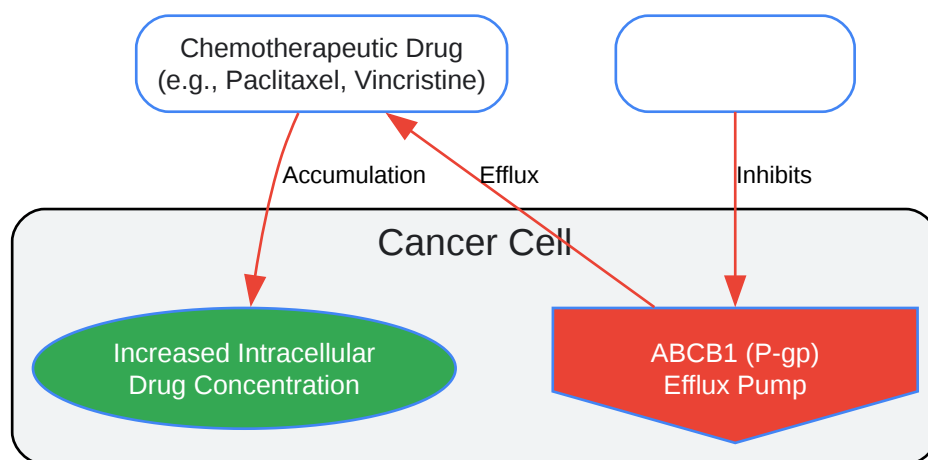 Chemotherapeutic Drug
(e.g., Paclitaxel, Vincristine)
Accumulation
Efflux
Inhibits
Cancer Cell
Increased Intracellular
Drug Concentration
ABCB1 (P-gp)
Efflux Pump